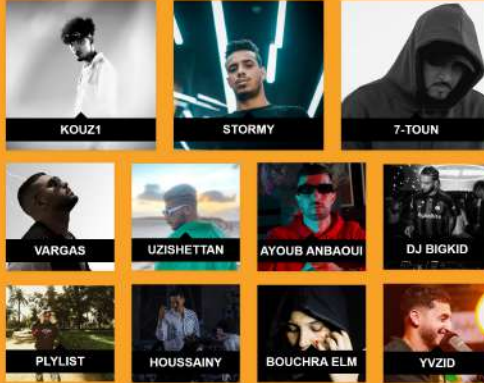 KOUZ1
STORMY
7-TOUN
VARGAS
UZISHETTAN
AYOUB ANBAOUI
DJ BIGKID
PLYLIST
HOUSSAINY
BOUCHRA ELM
YVZID